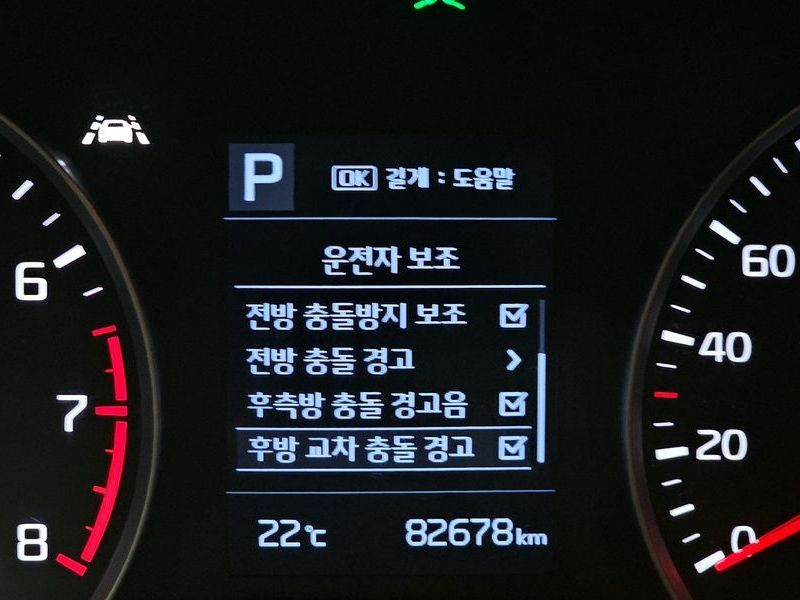 P
OK 길게 : 도움말
운전자 보조
전방 충돌방지 보조
전방 충돌 경고
후측방 충돌 경고음
후방 교차 충돌 경고
22℃ 82678km
6
7
8
60
40
20
0